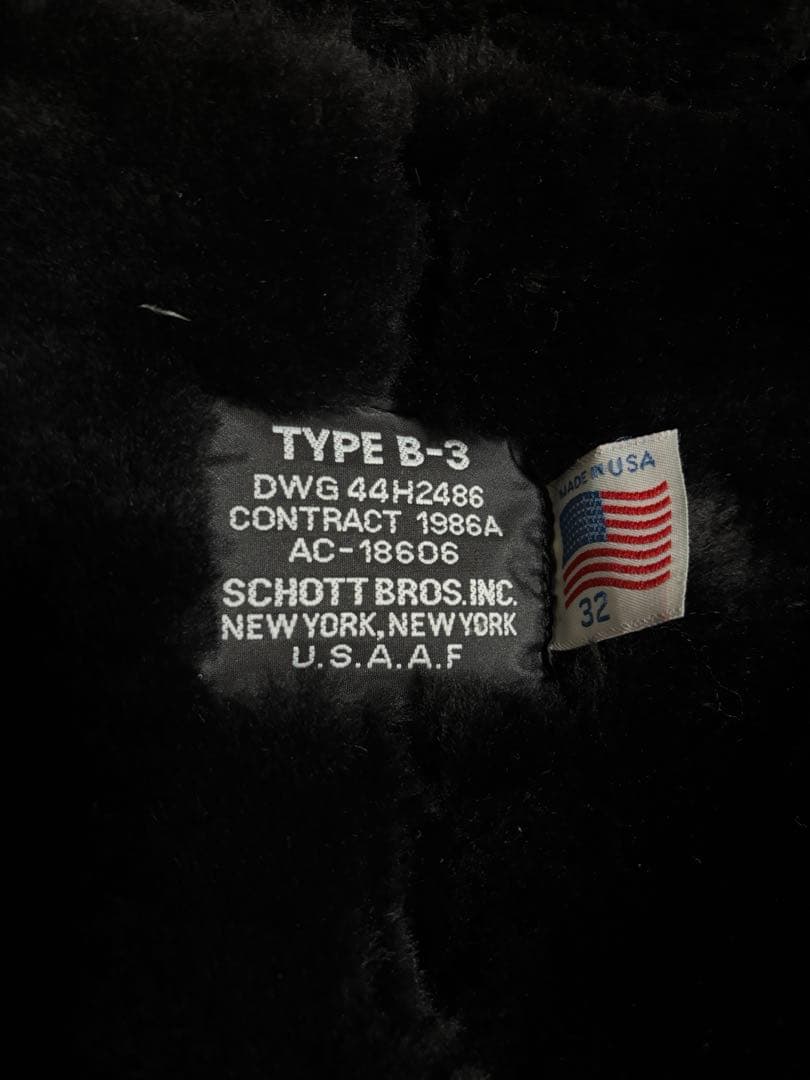 TYPE B-3
DWG 44H2486
CONTRACT 1986A
AC-18606
SCHOTT BROS.INC.
NEW YORK, NEW YORK
U.S.A.A.F
MADE IN USA
32